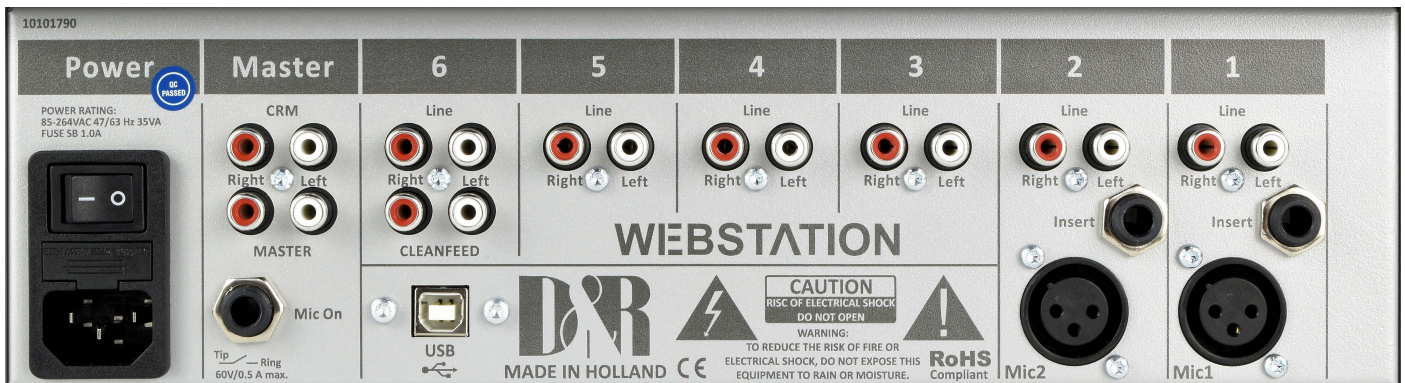 10101790
Power
QC
PASSED
POWER RATING:
85-264VAC 47/63 Hz 35VA
FUSE SB 1.0A
Master
CRM
Right Left
MASTER
Mic On
Tip Ring
60V/0.5 A max.
6
Line
Right Left
CLEANFEED
5
Line
Right Left
4
Line
Right Left
3
Line
Right Left
WEBSTATION
USB
D&R
MADE IN HOLLAND
CE
CAUTION
RISC OF ELECTRICAL SHOCK
DO NOT OPEN
WARNING:
TO REDUCE THE RISK OF FIRE OR
ELECTRICAL SHOCK, DO NOT EXPOSE THIS
EQUIPMENT TO RAIN OR MOISTURE.
RoHS
Compliant
2
Line
Right Left
Insert
Mic2
1
Line
Right Left
Insert
Mic1